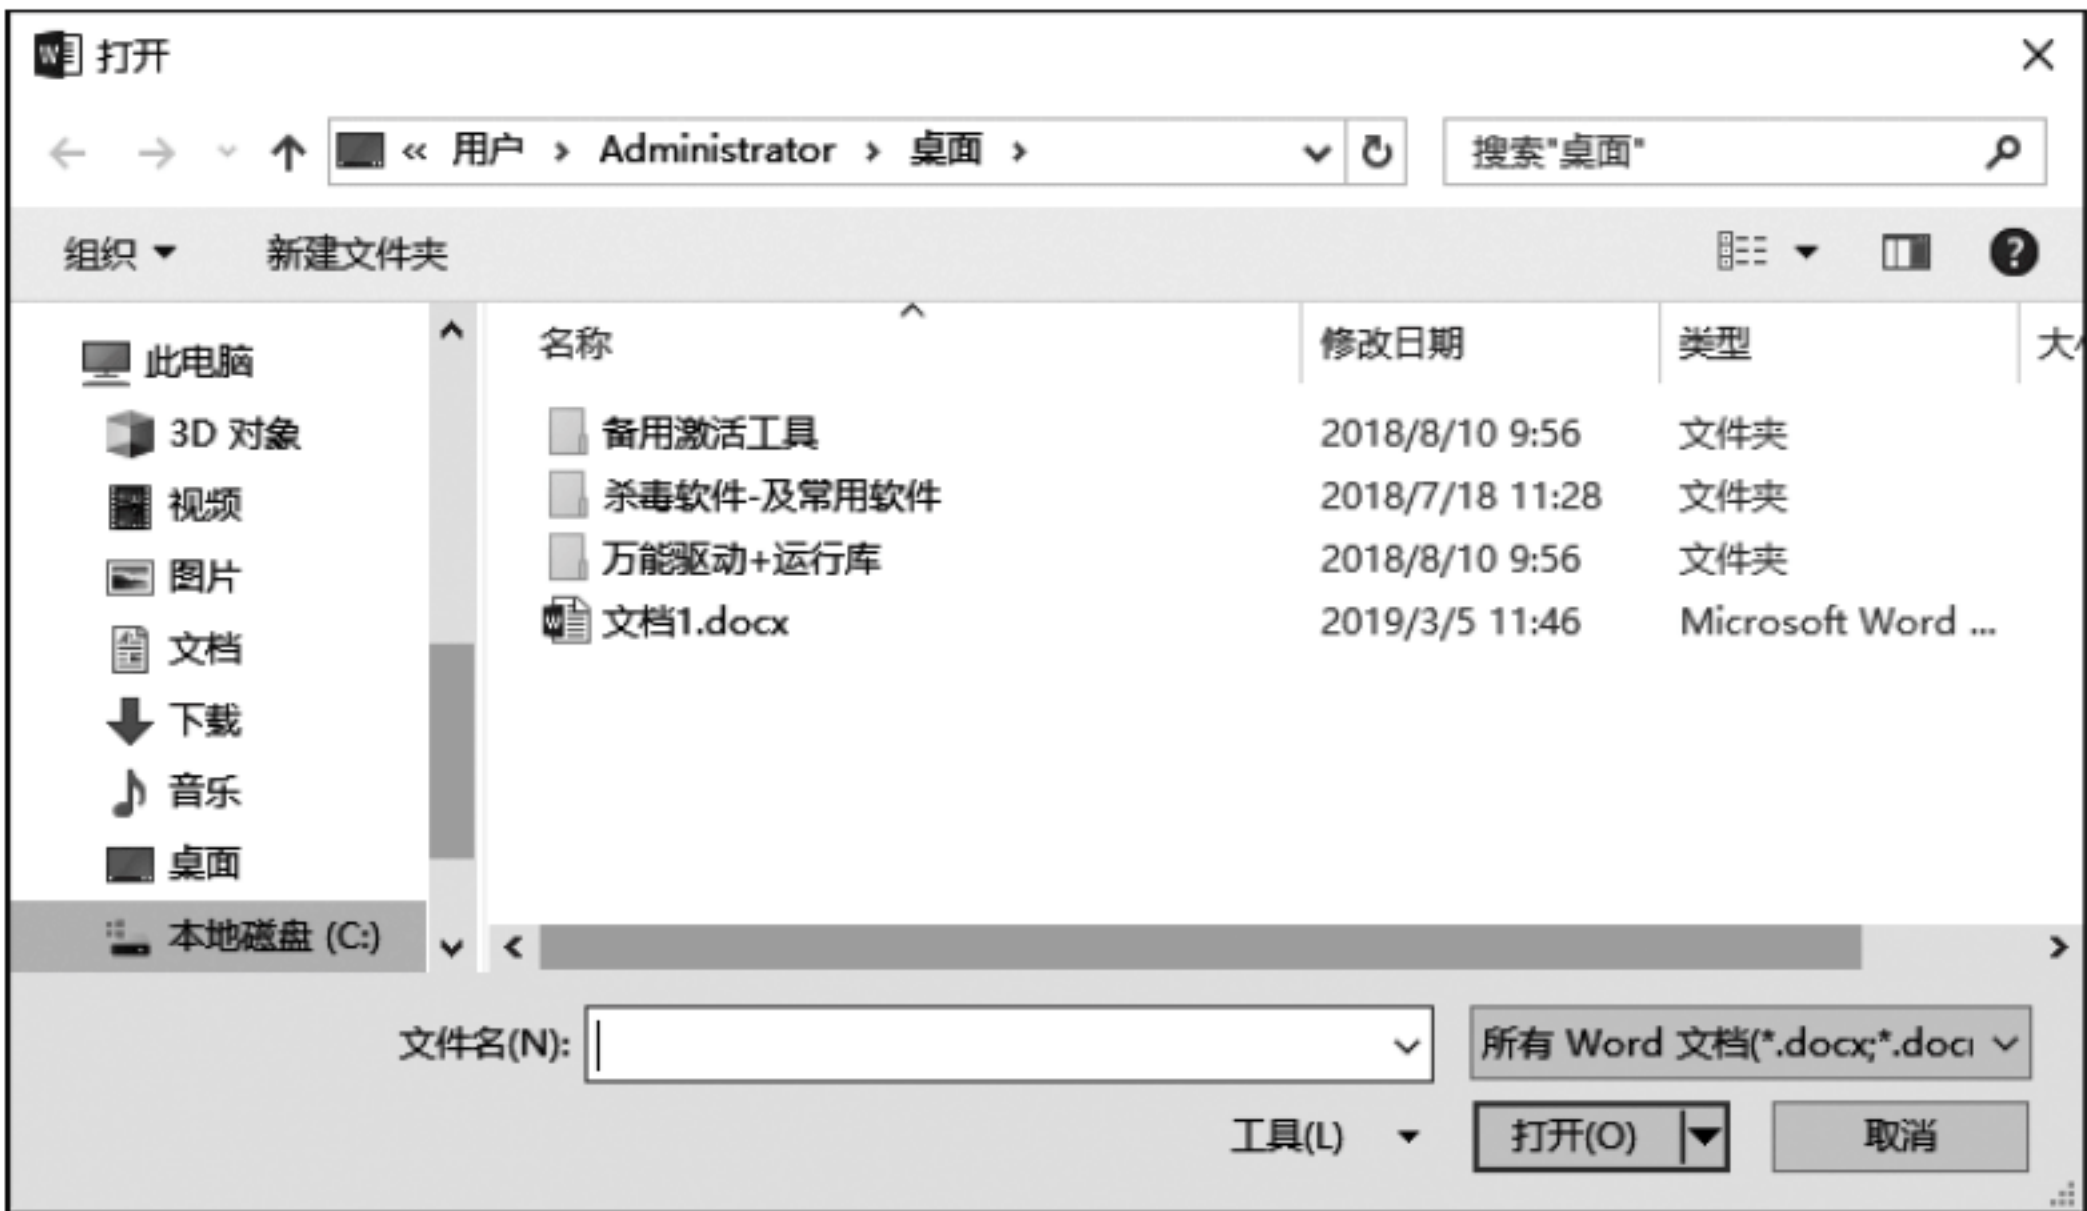 打开
« 用户 › Administrator › 桌面 ›
搜索"桌面"
组织 新建文件夹
名称 修改日期 类型
此电脑
3D 对象
视频
图片
文档
下载
音乐
桌面
本地磁盘 (C:)
备用激活工具 2018/8/10 9:56 文件夹
杀毒软件-及常用软件 2018/7/18 11:28 文件夹
万能驱动+运行库 2018/8/10 9:56 文件夹
文档1.docx 2019/3/5 11:46 Microsoft Word ...
文件名(N): 所有 Word 文档(*.docx;*.doc
工具(L) 打开(O) 取消